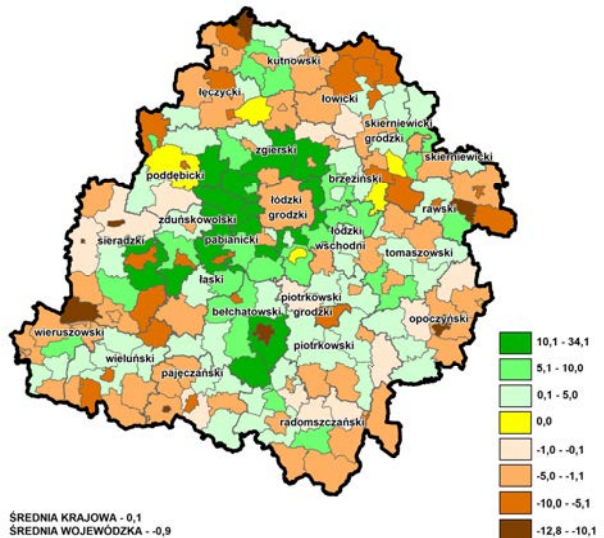 kutnowski
łęczycki
łowicki
skierniewicki
grodzki
zgierski
skierniewicki
poddębicki
brzeziński
łódzki
grodzki
rawski
zduńskowolski
sieradzki
pabianicki
łódzki
wschodni
tomaszowski
łaski
piotrkowski
grodzki
bełchatowski
opoczyński
wieruszowski
piotrkowski
wieluński
pajęczański
radomszczański
10,1 - 34,1
5,1 - 10,0
0,1 - 5,0
0,0
-1,0 - -0,1
-5,0 - -1,1
-10,0 - -5,1
-12,8 - -10,1
ŚREDNIA KRAJOWA - 0,1
ŚREDNIA WOJEWÓDZKA - -0,9